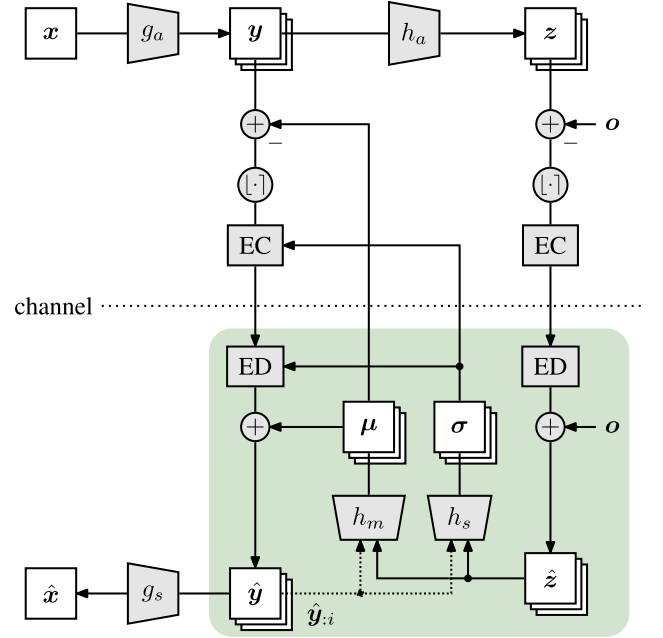 x g_a y h_a z
+ − + − o
⌊·⌉ ⌊·⌉
EC EC
channel
ED ED
+ μ σ + o
h_m h_s
x̂ g_s ŷ ẑ
ŷ_{:i}